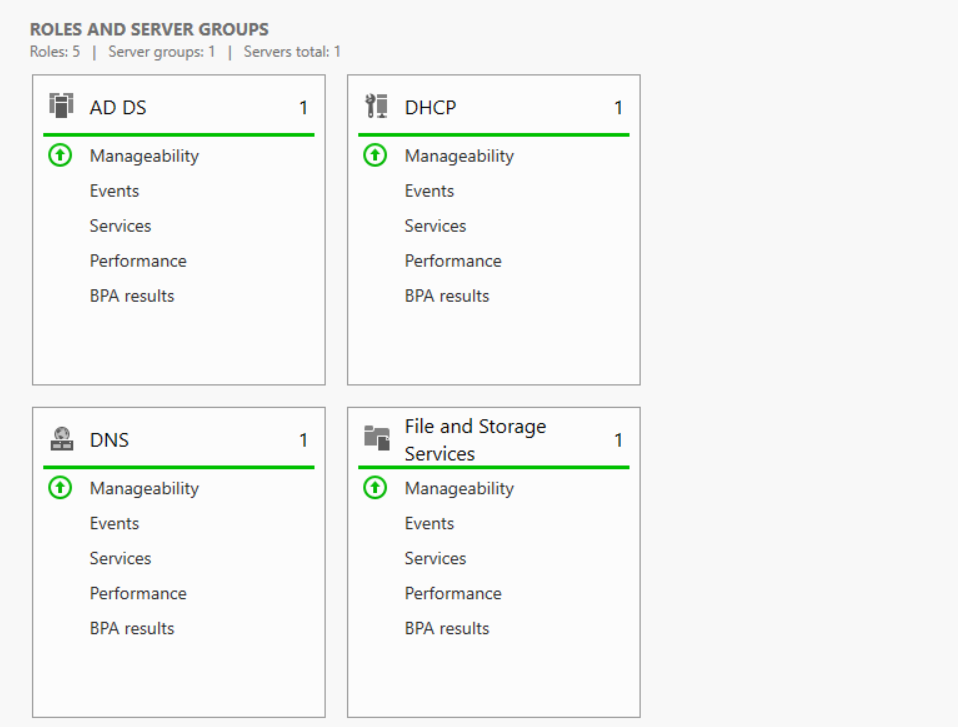 ROLES AND SERVER GROUPS
Roles: 5 | Server groups: 1 | Servers total: 1
AD DS 1
Manageability
Events
Services
Performance
BPA results
DHCP 1
Manageability
Events
Services
Performance
BPA results
DNS 1
Manageability
Events
Services
Performance
BPA results
File and Storage
Services 1
Manageability
Events
Services
Performance
BPA results